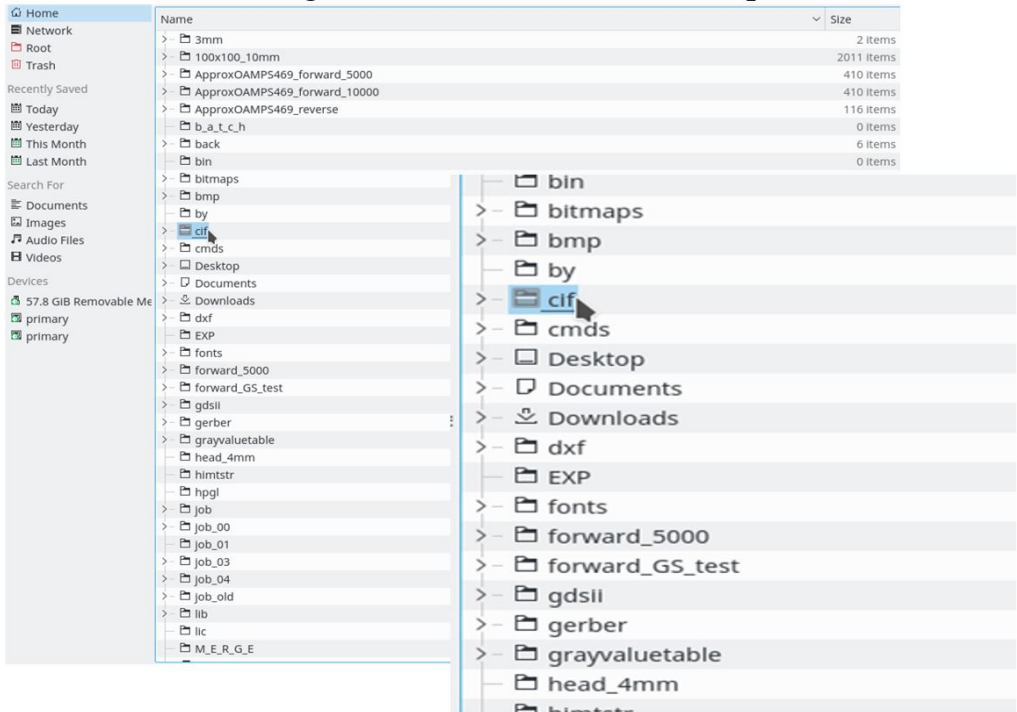 Home
Network
Root
Trash
Recently Saved
Today
Yesterday
This Month
Last Month
Search For
Documents
Images
Audio Files
Videos
Devices
57.8 GiB Removable Me
primary
primary
Name Size
3mm 2 items
100x100_10mm 2011 items
ApproxOAMPS469_forward_5000 410 items
ApproxOAMPS469_forward_10000 410 items
ApproxOAMPS469_reverse 116 items
b_a_t_c_h 0 items
back 6 items
bin 0 items
bitmaps
bmp
by
cif
cmds
Desktop
Documents
Downloads
dxf
EXP
fonts
forward_5000
forward_GS_test
gdsii
gerber
grayvaluetable
head_4mm
himtstr
hpgl
job
job_00
job_01
job_03
job_04
job_old
lib
lic
M_E_R_G_E
bin
bitmaps
bmp
by
cif
cmds
Desktop
Documents
Downloads
dxf
EXP
fonts
forward_5000
forward_GS_test
gdsii
gerber
grayvaluetable
head_4mm